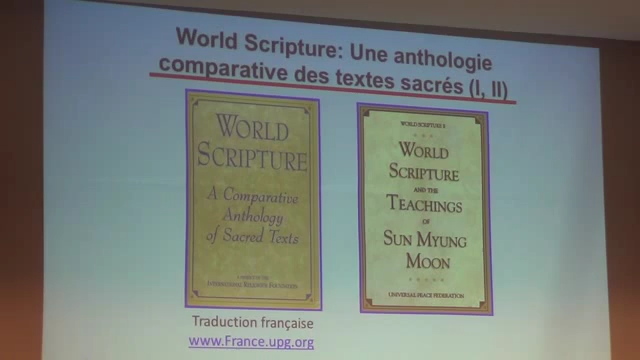 World Scripture: Une anthologie
comparative des textes sacrés (I, II)
WORLD
SCRIPTURE
A Comparative
Anthology
of Sacred Texts
INTERNATIONAL RELIGIOUS FOUNDATION
WORLD SCRIPTURE II
WORLD
SCRIPTURE
AND THE
TEACHINGS
OF
SUN MYUNG
MOON
UNIVERSAL PEACE FEDERATION
Traduction française
www.France.upg.org